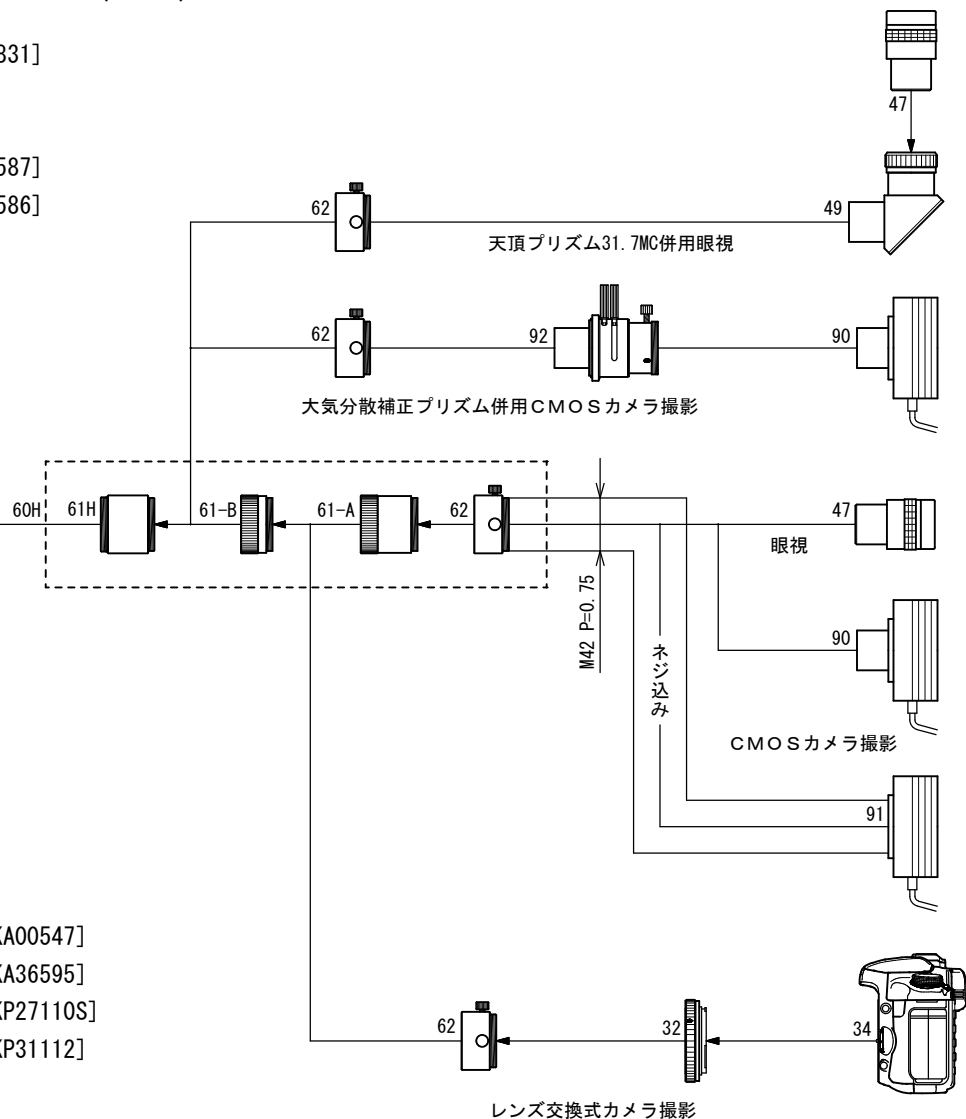 331]
587]
586]
47
62
49
天頂プリズム31.7MC併用眼視
62
92
90
大気分散補正プリズム併用CMOSカメラ撮影
60H
61H
61-B
61-A
62
47
眼視
M42 P=0.75
ネジ込み
90
CMOSカメラ撮影
91
KA00547]
KA36595]
KP27110S]
KP31112]
62
32
34
レンズ交換式カメラ撮影